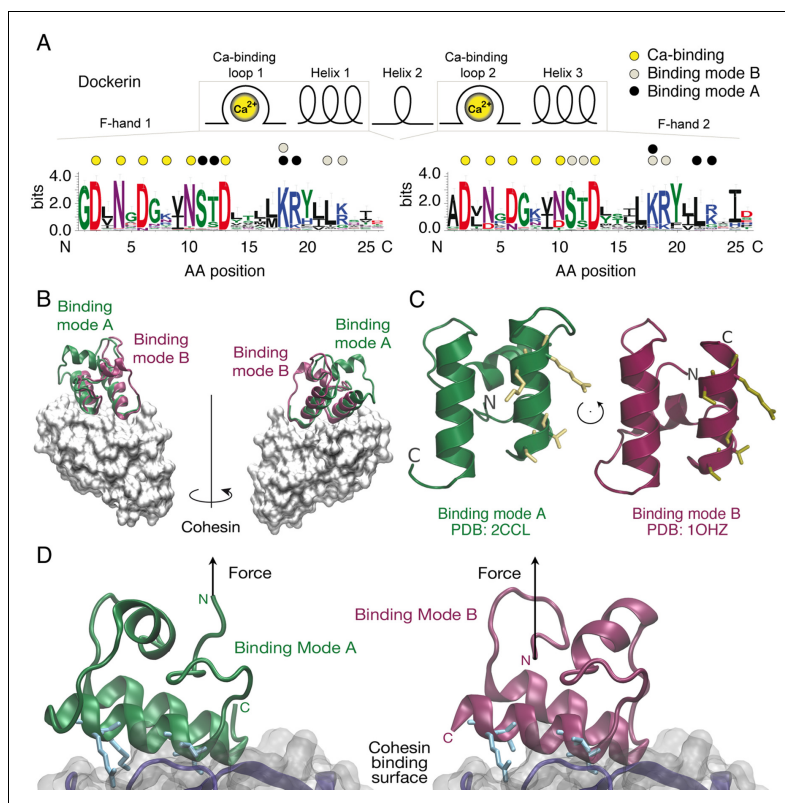 A
Dockerin
Ca-binding
loop 1
Helix 1
Helix 2
Ca-binding
loop 2
Helix 3
Ca-binding
Binding mode B
Binding mode A
Ca2+
Ca2+
F-hand 1
F-hand 2
bits
4.0
2.0
0.0
N
5
10
15
20
25
C
AA position
bits
4.0
2.0
0.0
N
5
10
15
20
25
C
AA position
B
Binding
mode A
Binding
mode B
Binding
mode B
Binding
mode A
Cohesin
C
N
C
Binding mode A
PDB: 2CCL
C
N
Binding mode B
PDB: 1OHZ
D
Force
N
Binding Mode A
C
Force
Binding Mode B
N
C
Cohesin
binding
surface